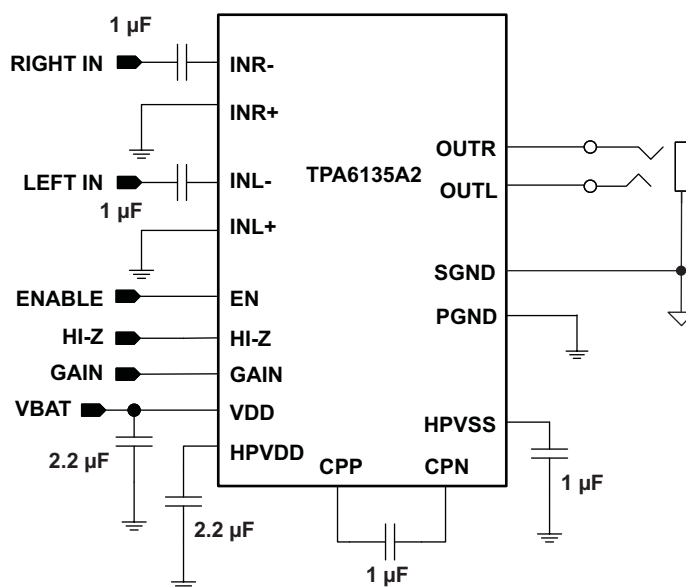 1 µF
RIGHT IN
INR-
INR+
OUTR
LEFT IN
INL-
TPA6135A2
OUTL
1 µF
INL+
SGND
ENABLE
EN
PGND
HI-Z
HI-Z
GAIN
GAIN
VBAT
VDD
HPVSS
2.2 µF
HPVDD
CPP
CPN
1 µF
2.2 µF
1 µF